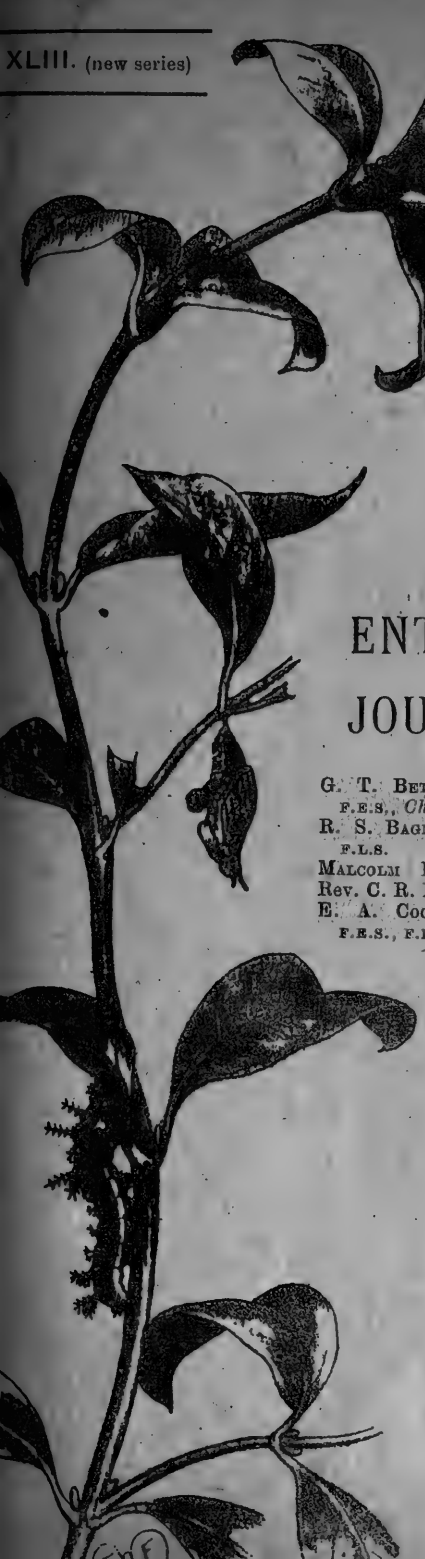 XLIII. (new series)
ENT
JOU
G. T. BET
F.E.S., Ch
R. S. BAG
F.L.S.
MALCOLM
Rev. C. R.
E. A. Coc
F.E.S., F.